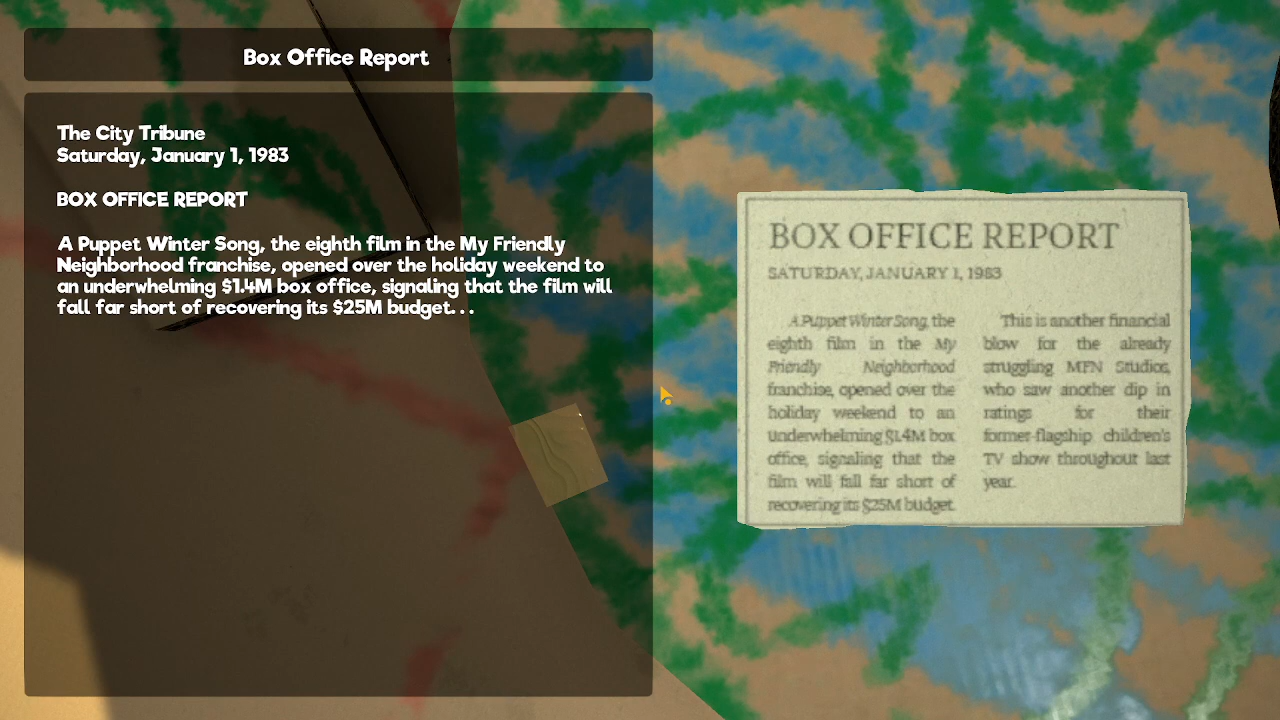 Box Office Report
The City Tribune
Saturday, January 1, 1983
BOX OFFICE REPORT
A Puppet Winter Song, the eighth film in the My Friendly
Neighborhood franchise, opened over the holiday weekend to
an underwhelming $1.4M box office, signaling that the film will
fall far short of recovering its $25M budget. . .
BOX OFFICE REPORT
SATURDAY, JANUARY 1, 1983
A Puppet Winter Song, the
eighth film in the My
Friendly Neighborhood
franchise, opened over the
holiday weekend to an
underwhelming $1.4M box
office, signaling that the
film will fall far short of
recovering its $25M budget.
This is another financial
blow for the already
struggling MFN Studios,
who saw another dip in
ratings for their
former-flagship children's
TV show throughout last
year.